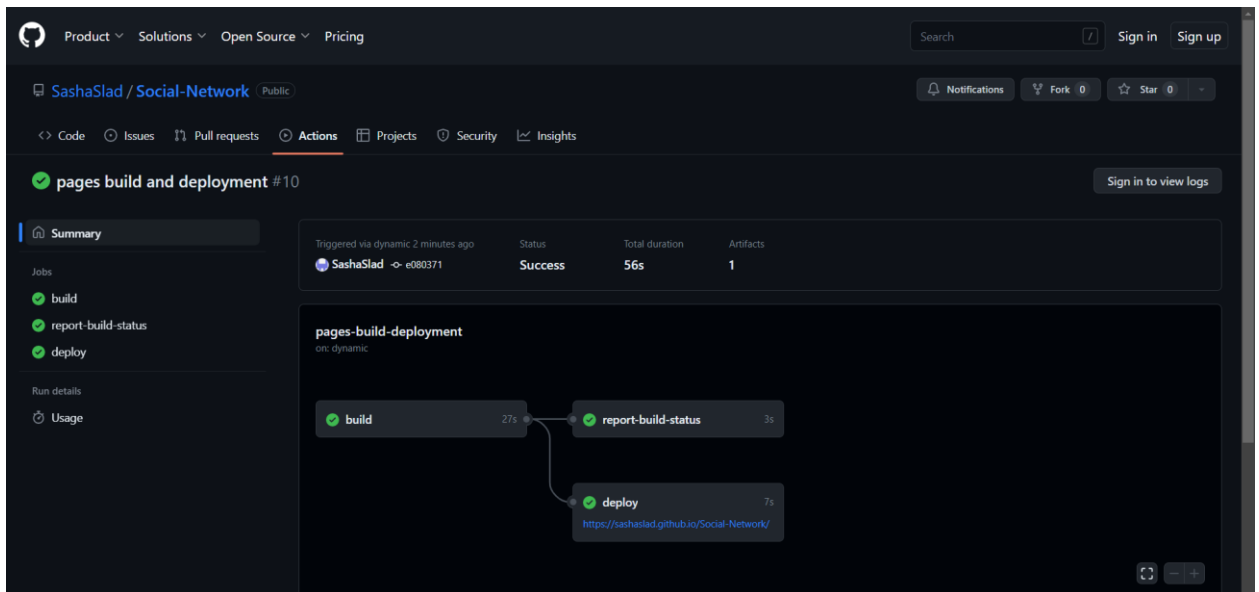 Product Solutions Open Source Pricing Search / Sign in Sign up
SashaSlad / Social-Network Public Notifications Fork 0 Star 0
<> Code Issues Pull requests Actions Projects Security Insights
pages build and deployment #10 Sign in to view logs
Summary
Jobs
build
report-build-status
deploy
Run details
Usage
Triggered via dynamic 2 minutes ago Status Total duration Artifacts
SashaSlad e080371 Success 56s 1
pages-build-deployment
on: dynamic
build 27s
report-build-status 3s
deploy 7s
https://sashaslad.github.io/Social-Network/